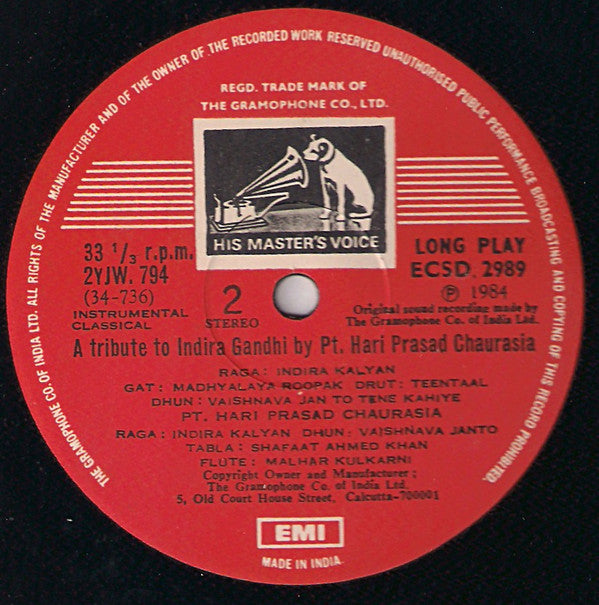 THE GRAMOPHONE CO. OF INDIA LTD. ALL RIGHTS OF THE MANUFACTURER AND OF THE OWNER OF THE RECORDED WORK RESERVED UNAUTHORISED PUBLIC PERFORMANCE BROADCASTING AND COPYING OF THIS RECORD PROHIBITED.
REGD. TRADE MARK OF
THE GRAMOPHONE CO., LTD.
HIS MASTER'S VOICE
33 1/3 r.p.m.
2YJW. 794
(34-736)
INSTRUMENTAL
CLASSICAL
2
STEREO
LONG PLAY
ECSD. 2989
Ⓟ 1984
Original sound recording made by
The Gramophone Co. of India Ltd.
A tribute to Indira Gandhi by Pt. Hari Prasad Chaurasia
RAGA: INDIRA KALYAN
GAT: MADHYALAYA ROOPAK DRUT: TEENTAAL
DHUN: VAISHNAVA JAN TO TENE KAHIYE
PT. HARI PRASAD CHAURASIA
RAGA: INDIRA KALYAN DHUN: VAISHNAVA JANTO
TABLA: SHAFAAT AHMED KHAN
FLUTE: MALHAR KULKARNI
Copyright Owner and Manufacturer:
The Gramophone Co. of India Ltd.
5, Old Court House Street, Calcutta-700001
EMI
MADE IN INDIA